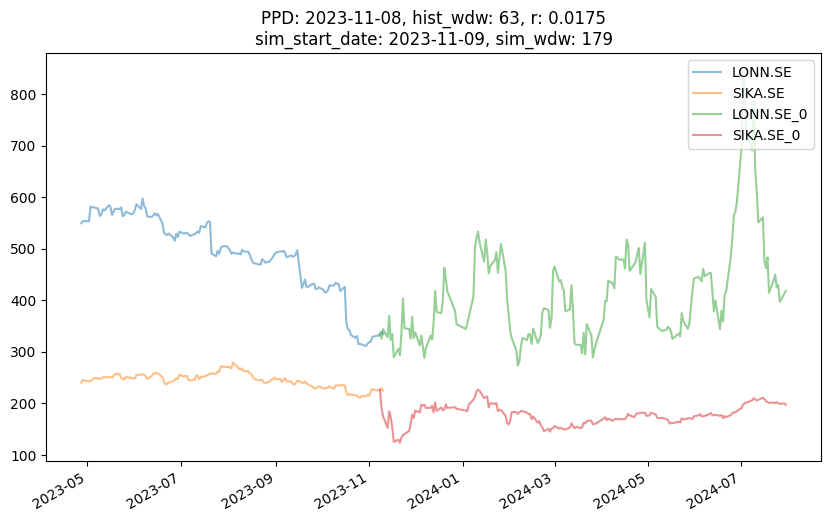 PPD: 2023-11-08, hist_wdw: 63, r: 0.0175
sim_start_date: 2023-11-09, sim_wdw: 179
LONN.SE
SIKA.SE
LONN.SE_0
SIKA.SE_0
800
700
600
500
400
300
200
100
2023-05
2023-07
2023-09
2023-11
2024-01
2024-03
2024-05
2024-07